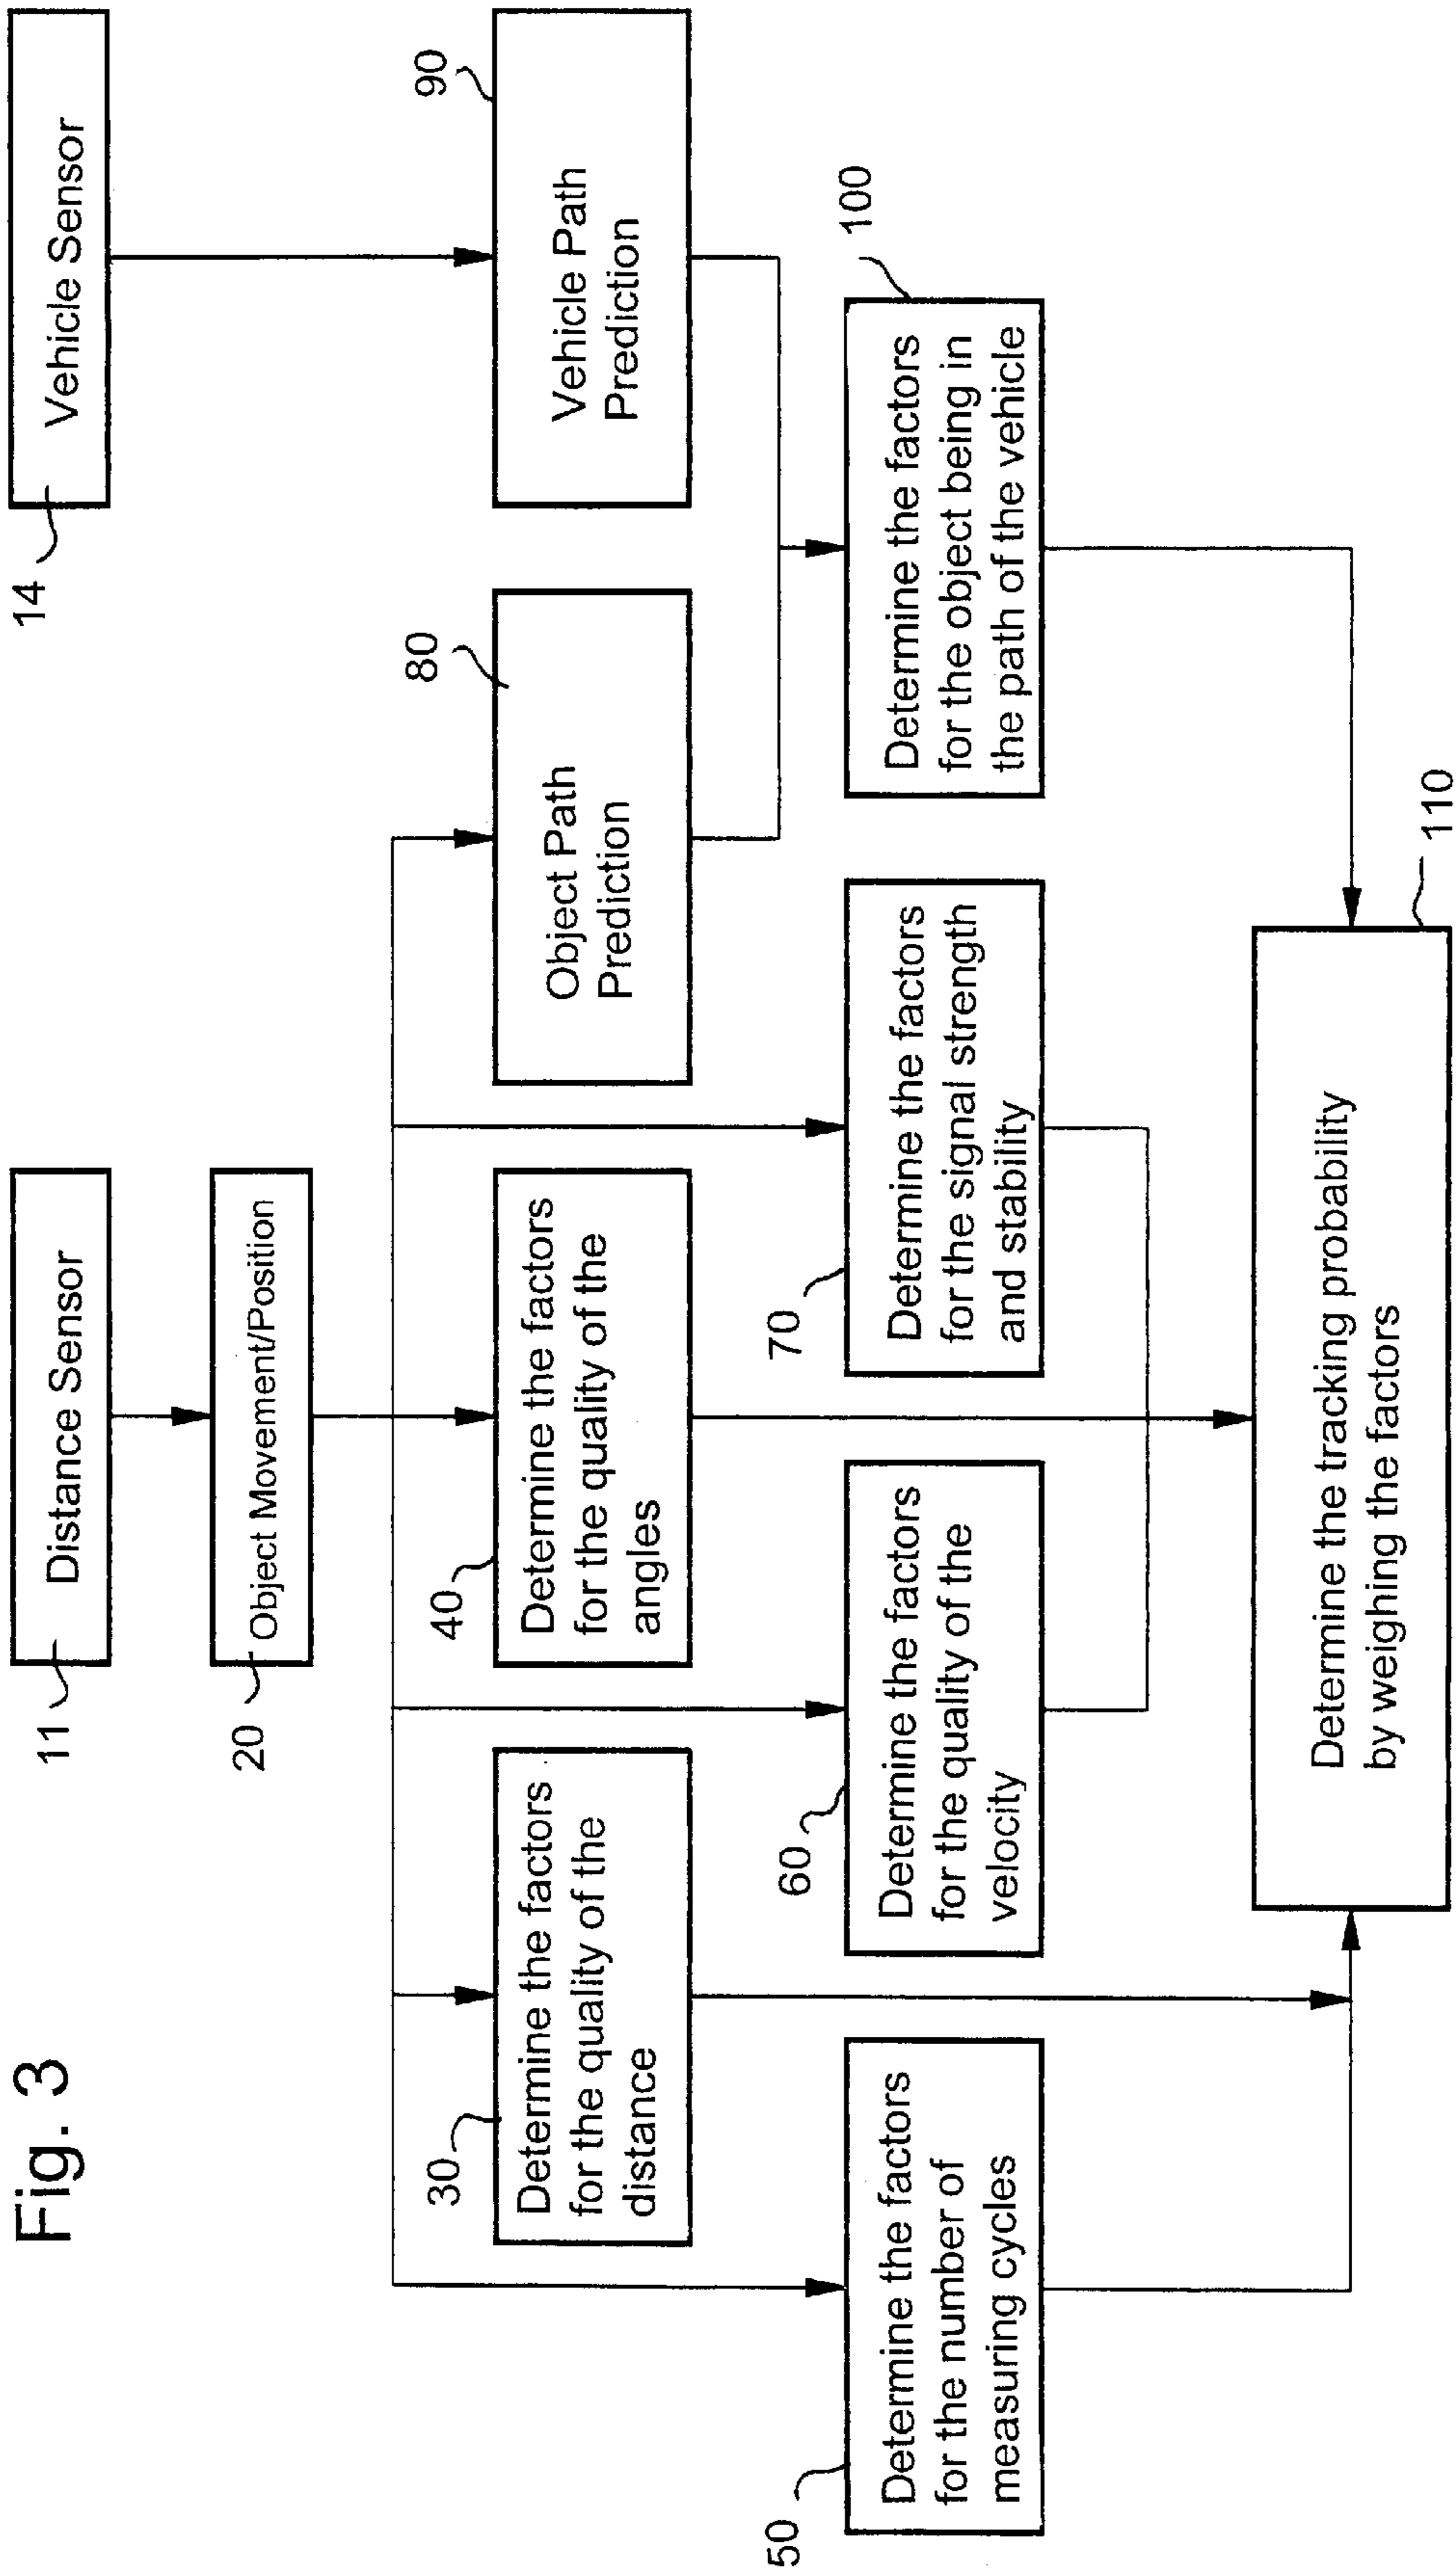 Fig. 3
11
Distance Sensor
14
Vehicle Sensor
20
Object Movement/Position
30
Determine the factors
for the quality of the
distance
40
Determine the factors
for the quality of the
angles
80
Object Path
Prediction
90
Vehicle Path
Prediction
50
Determine the factors
for the number of
measuring cycles
60
Determine the factors
for the quality of the
velocity
70
Determine the factors
for the signal strength
and stability
100
Determine the factors
for the object being in
the path of the vehicle
110
Determine the tracking probability
by weighing the factors